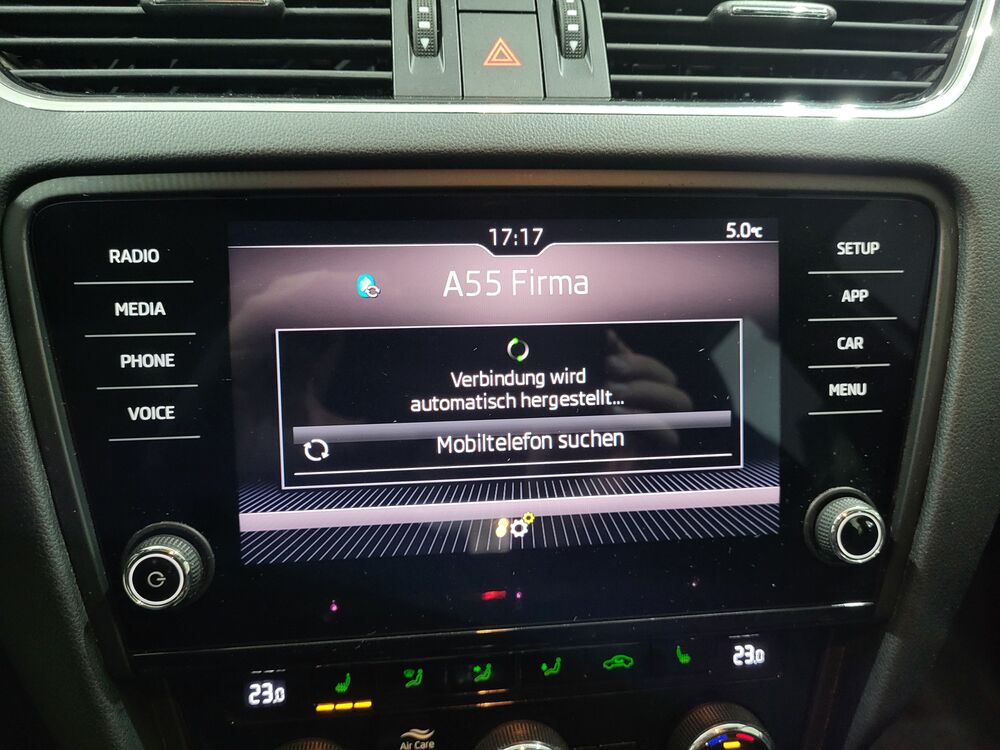 17:17
5.0°C
RADIO
MEDIA
PHONE
VOICE
A55 Firma
Verbindung wird
automatisch hergestellt...
Mobiltelefon suchen
SETUP
APP
CAR
MENU
23.0
23.0
Air Care